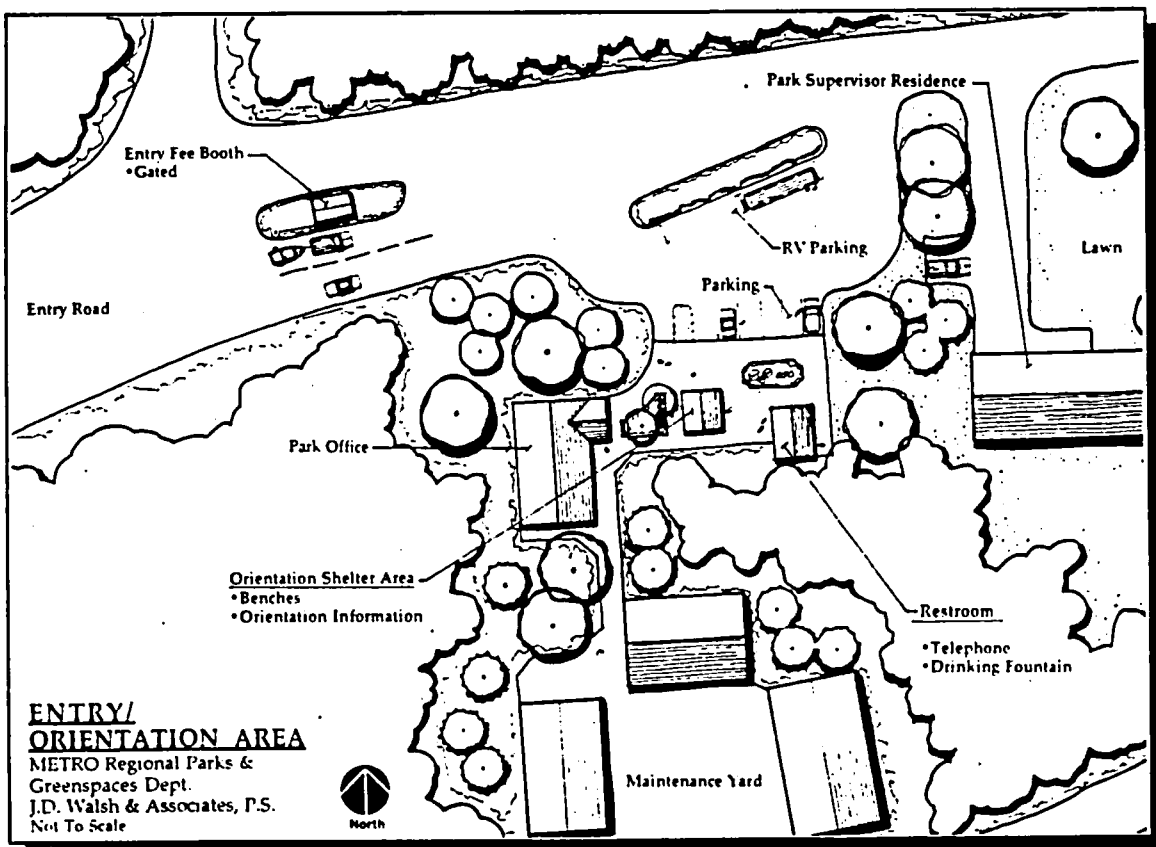 Park Supervisor Residence
Entry Fee Booth
•Gated
RV Parking
Lawn
Parking
Entry Road
Park Office
Orientation Shelter Area
•Benches
•Orientation Information
Restroom
•Telephone
•Drinking Fountain
ENTRY/
ORIENTATION AREA
METRO Regional Parks &
Greenspaces Dept.
J.D. Walsh & Associates, P.S.
Not To Scale
North
Maintenance Yard